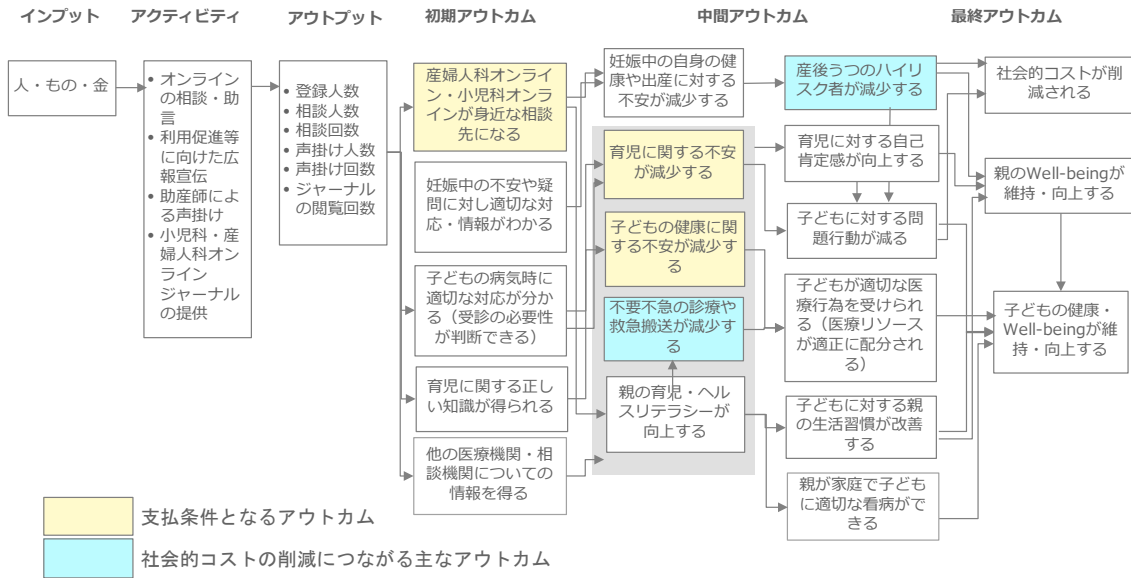 インプット
アクティビティ
アウトプット
初期アウトカム
中間アウトカム
最終アウトカム
人・もの・金
• オンライン
の相談・助
言
• 利用促進等
に向けた広
報宣伝
• 助産師によ
る声掛け
• 小児科・産
婦人科オン
ライン
ジャーナル
の提供
• 登録人数
• 相談人数
• 相談回数
• 声掛け人数
• 声掛け回数
• ジャーナル
の閲覧回数
産婦人科オンライ
ン・小児科オンライ
ンが身近な相談
先になる
妊娠中の不安や疑
問に対し適切な対
応・情報がわかる
子どもの病気時に
適切な対応が分か
る（受診の必要性
が判断できる）
育児に関する正し
い知識が得られる
他の医療機関・相
談機関についての
情報を得る
妊娠中の自身の健
康や出産に対する
不安が減少する
育児に関する不安
が減少する
子どもの健康に関
する不安が減少す
る
不要不急の診療や
救急搬送が減少す
る
親の育児・ヘル
スリテラシーが
向上する
産後うつのハイリ
スク者が減少する
育児に対する自己
肯定感が向上する
子どもに対する問
題行動が減る
子どもが適切な医
療行為を受けられ
る（医療リソース
が適正に配分され
る）
子どもに対する親
の生活習慣が改善
する
親が家庭で子ども
に適切な看病がで
きる
社会的コストが削
減される
親のWell-beingが
維持・向上する
子どもの健康・
Well-beingが維
持・向上する
支払条件となるアウトカム
社会的コストの削減につながる主なアウトカム